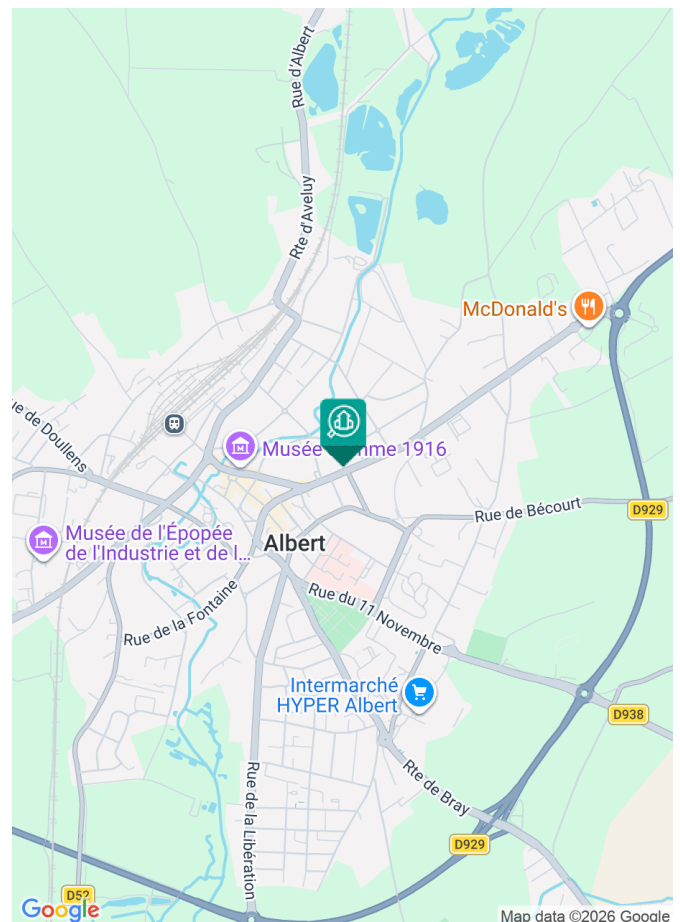 Rue d'Albert
Rte d'Aveluy
McDonald's
Rue de Doullens
Musée Somme 1916
Rue de Bécourt
D929
Musée de l'Épopée
de l'Industrie et de l...
Albert
Rue du 11 Novembre
Rue de la Fontaine
Intermarché
HYPER Albert
D938
Rue de la Libération
Rte de Bray
D929
D52
Google
Map data ©2026 Google